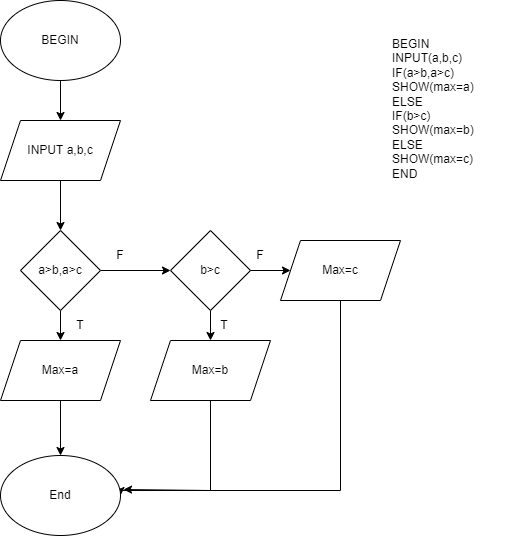 BEGIN
INPUT a,b,c
a>b,a>c
F
b>c
F
Max=c
T
T
Max=a
Max=b
End
BEGIN
INPUT(a,b,c)
IF(a>b,a>c)
SHOW(max=a)
ELSE
IF(b>c)
SHOW(max=b)
ELSE
SHOW(max=c)
END